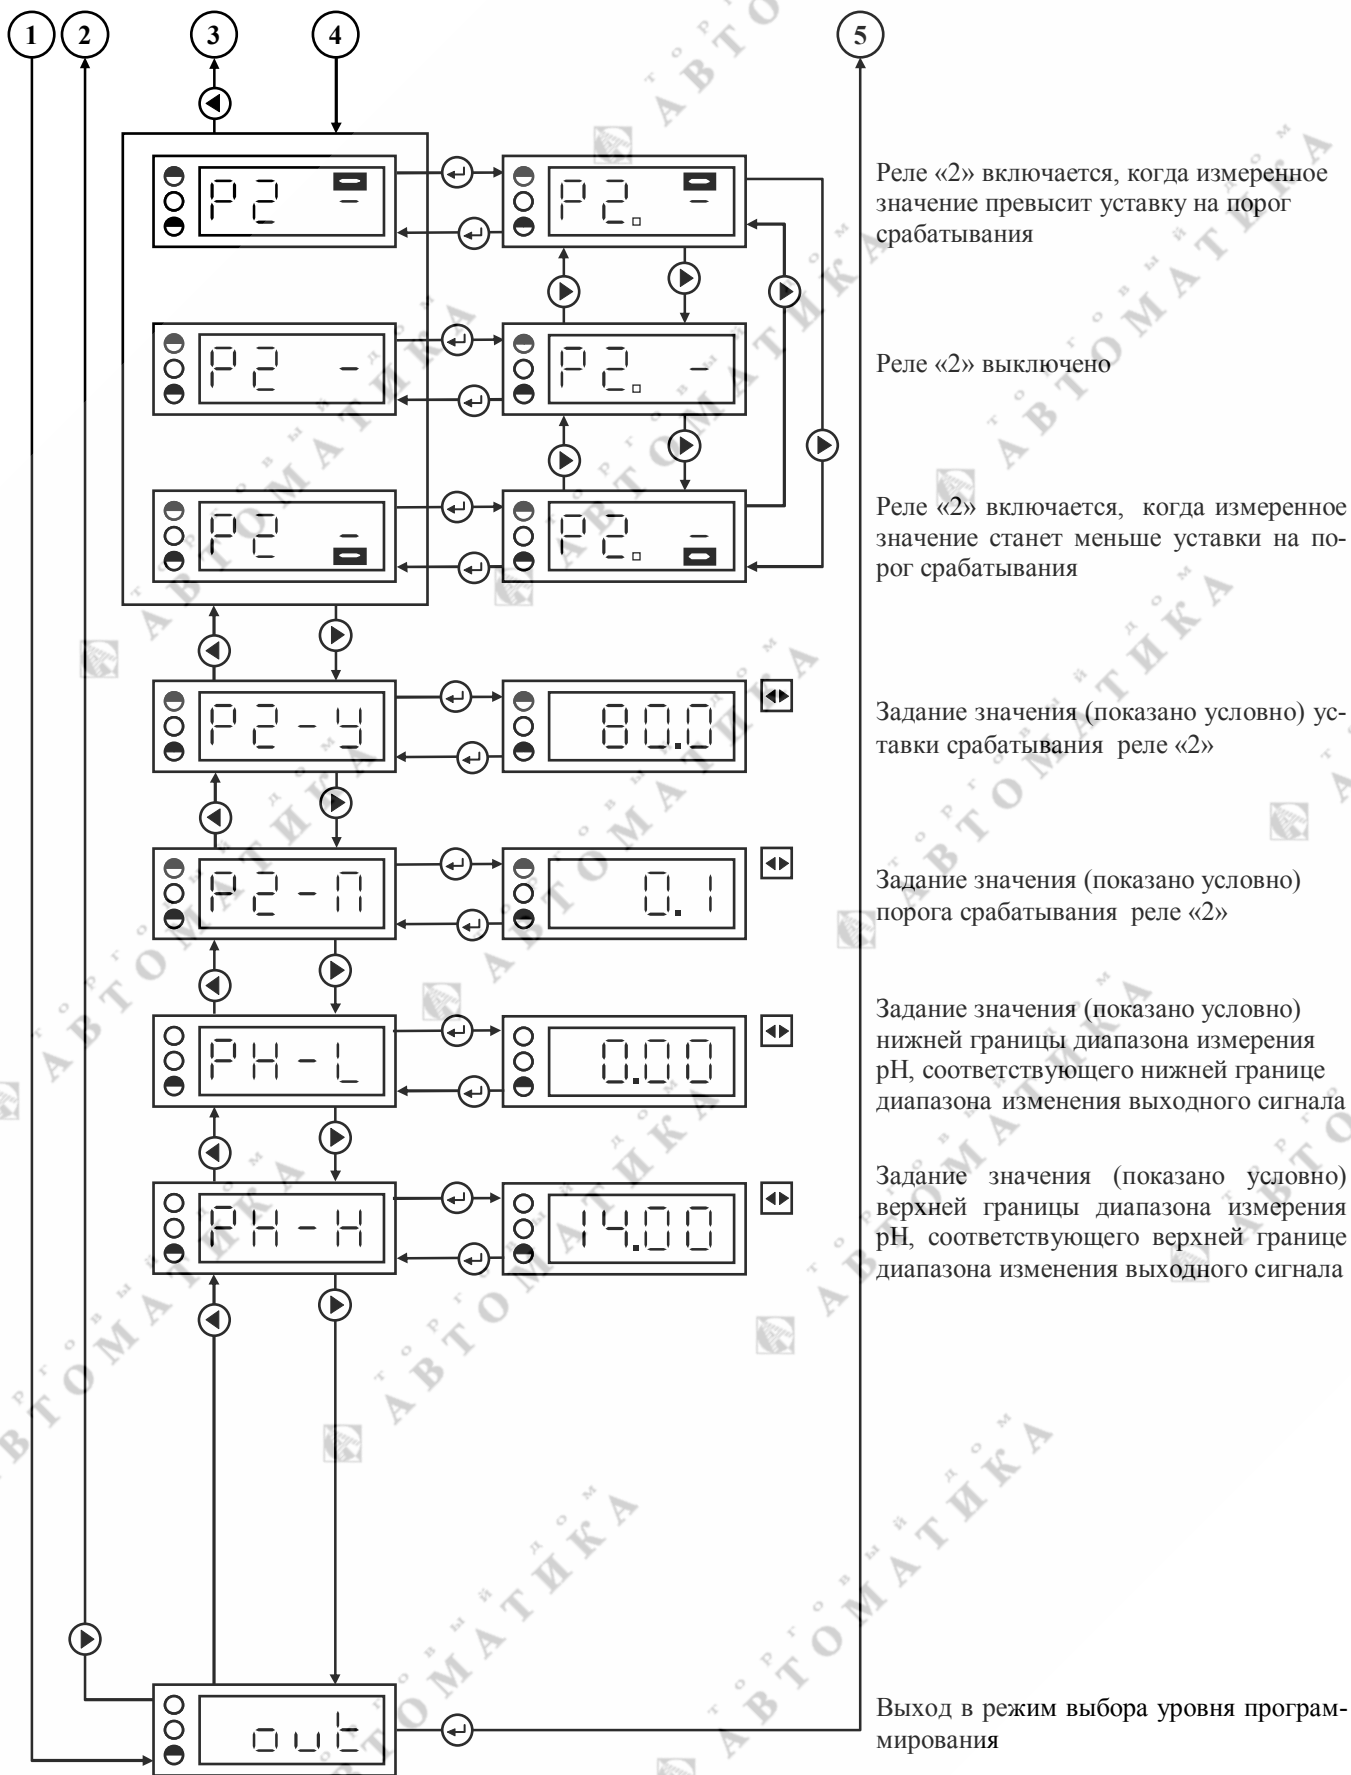 1 2 3 4 5
P2
P2.
Реле «2» включается, когда измеренное
значение превысит уставку на порог
срабатывания
P2 -
P2. -
Реле «2» выключено
P2
P2.
Реле «2» включается, когда измеренное
значение станет меньше уставки на по-
рог срабатывания
P2-У
80.0
Задание значения (показано условно) ус-
тавки срабатывания реле «2»
P2-П
0.1
Задание значения (показано условно)
порога срабатывания реле «2»
PH-L
0.00
Задание значения (показано условно)
нижней границы диапазона измерения
pH, соответствующего нижней границе
диапазона изменения выходного сигнала
PH-H
14.00
Задание значения (показано условно)
верхней границы диапазона измерения
pH, соответствующего верхней границе
диапазона изменения выходного сигнала
out
Выход в режим выбора уровня програм-
мирования
торговый дом
АВТОМАТИКА